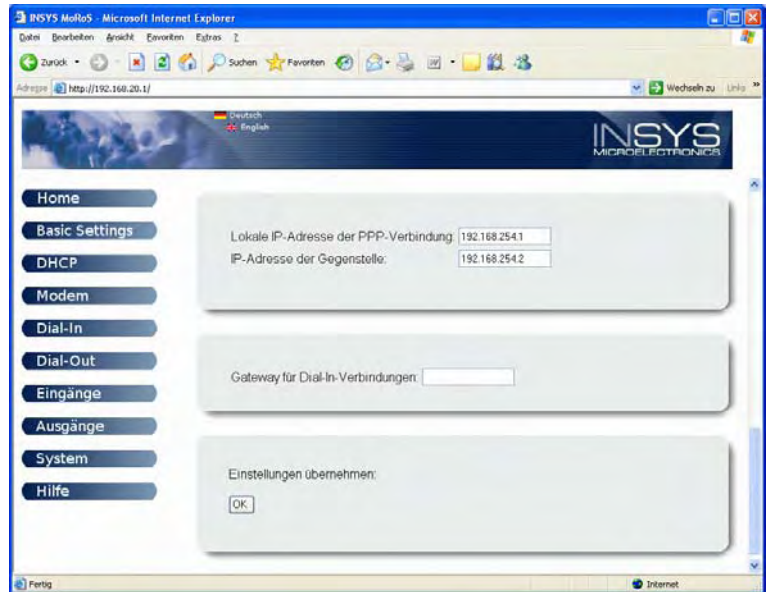 INSYS MoRoS - Microsoft Internet Explorer
Datei Bearbeiten Ansicht Favoriten Extras ?
Zurück Suchen Favoriten
Adresse http://192.168.20.1/ Wechseln zu Links »
Deutsch
English
INSYS
MICROELECTRONICS
Home
Basic Settings
DHCP
Modem
Dial-In
Dial-Out
Eingänge
Ausgänge
System
Hilfe
Lokale IP-Adresse der PPP-Verbindung: 192.168.254.1
IP-Adresse der Gegenstelle: 192.168.254.2
Gateway für Dial-In-Verbindungen:
Einstellungen übernehmen:
OK
Fertig Internet